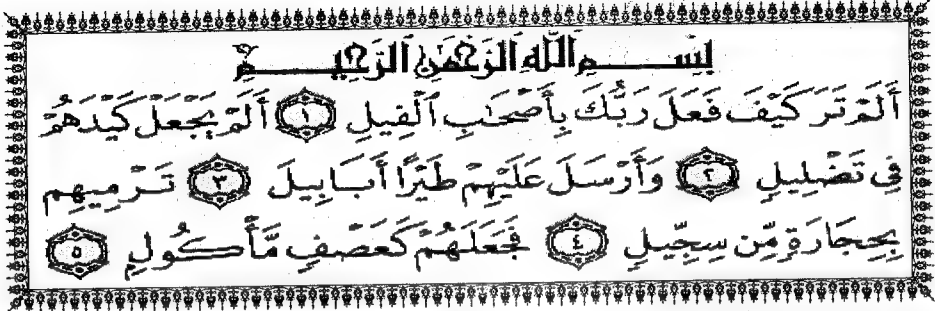 بِسْمِ ٱللَّهِ ٱلرَّحْمَٰنِ ٱلرَّحِيمِ
أَلَمْ تَرَ كَيْفَ فَعَلَ رَبُّكَ بِأَصْحَٰبِ ٱلْفِيلِ ١ أَلَمْ يَجْعَلْ كَيْدَهُمْ
فِي تَضْلِيلٍ ٢ وَأَرْسَلَ عَلَيْهِمْ طَيْرًا أَبَابِيلَ ٣ تَرْمِيهِم
بِحِجَارَةٍ مِّن سِجِّيلٍ ٤ فَجَعَلَهُمْ كَعَصْفٍ مَّأْكُولٍ ٥